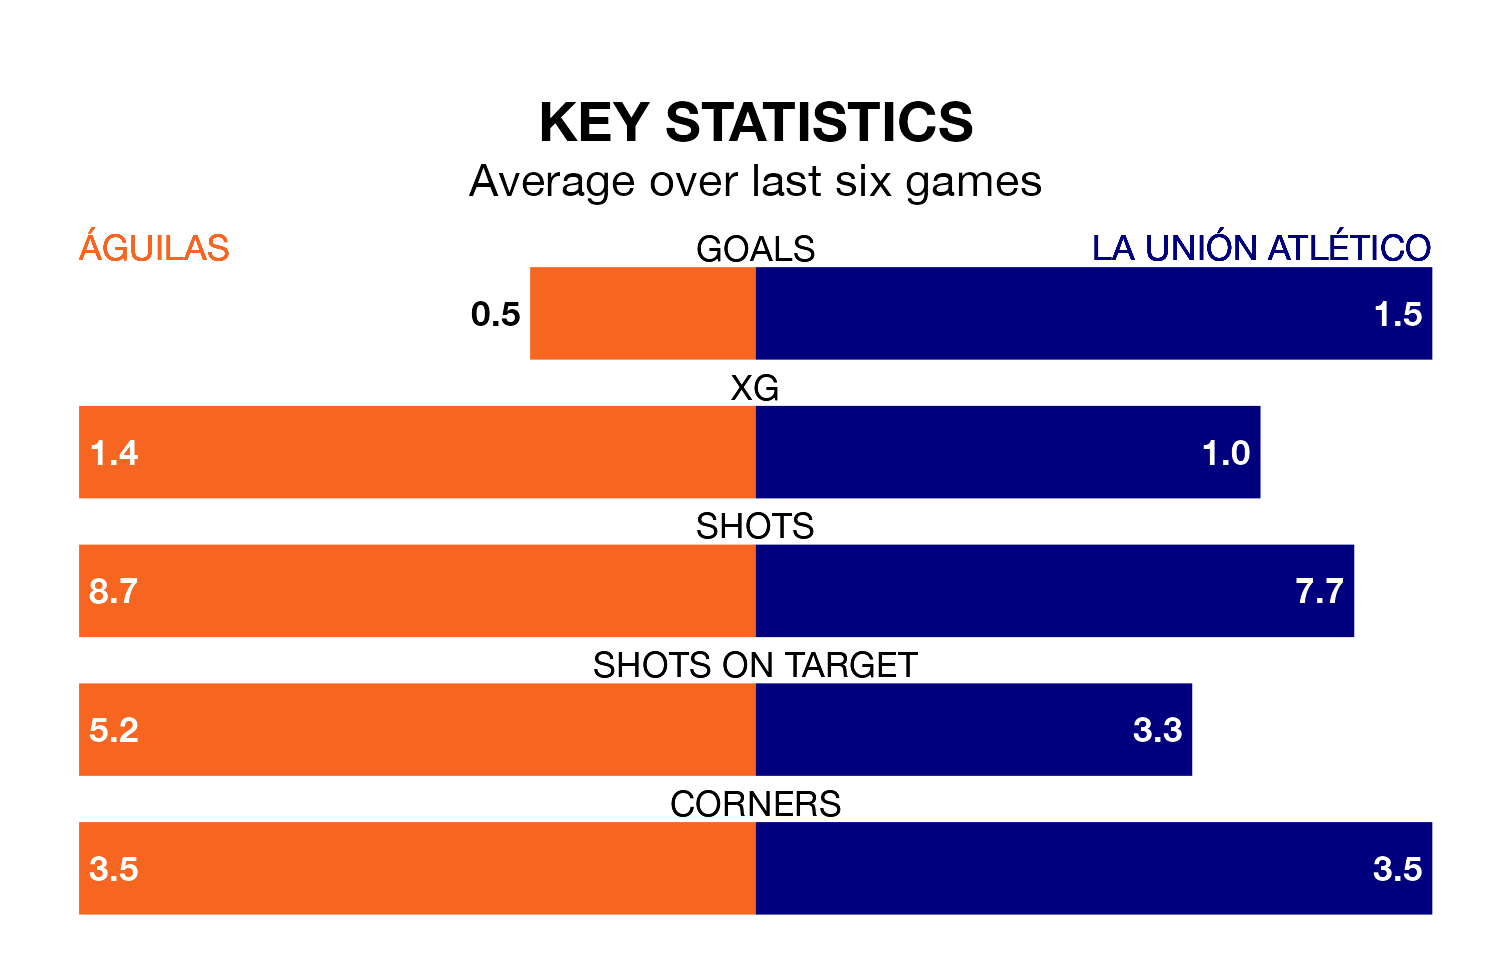 KEY STATISTICS
Average over last six games
ÁGUILAS GOALS LA UNIÓN ATLÉTICO
0.5 1.5
XG
1.4 1.0
SHOTS
8.7 7.7
SHOTS ON TARGET
5.2 3.3
CORNERS
3.5 3.5